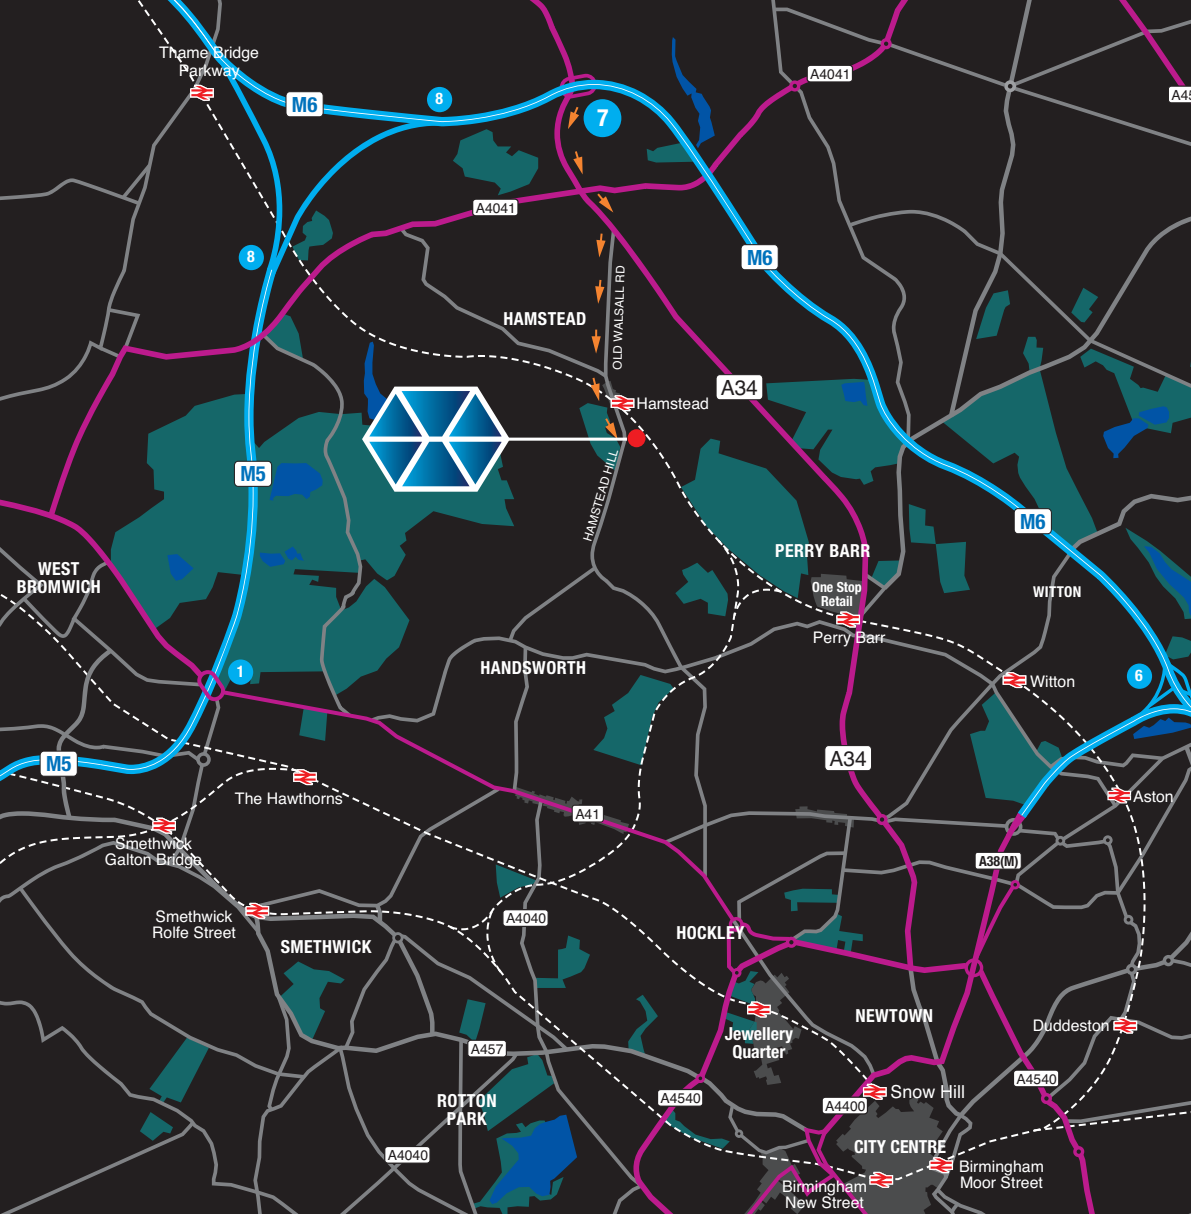 Thame Bridge
Parkway
M6
8
7
A4041
A45
A4041
8
M6
HAMSTEAD
OLD WALSALL RD
A34
Hamstead
M5
HAMSTEAD HILL
M6
PERRY BARR
WEST
BROMWICH
One Stop
Retail
WITTON
Perry Barr
HANDSWORTH
1
Witton
6
M5
A34
The Hawthorns
A41
Aston
Smethwick
Galton Bridge
A38(M)
Smethwick
Rolfe Street
A4040
HOCKLEY
SMETHWICK
NEWTOWN
Duddeston
Jewellery
Quarter
A457
A4540
Snow Hill
ROTTON
PARK
A4540
A4400
CITY CENTRE
A4040
Birmingham
Moor Street
Birmingham
New Street